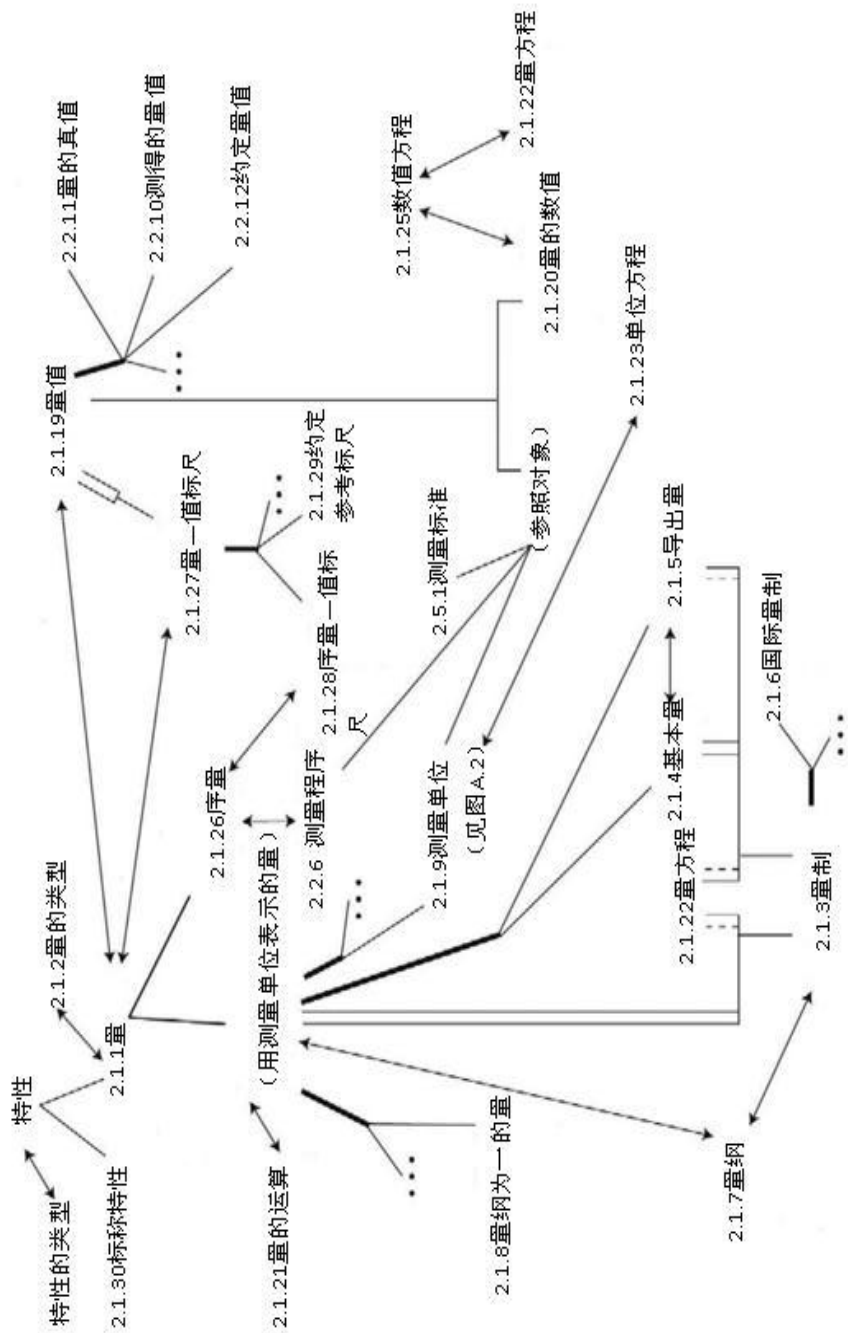 特性的类型
特性
2.1.2量的类型
2.1.19量值
2.2.11量的真值
2.1.30标称特性
2.1.1量
2.2.10测得的量值
2.1.27量—值标尺
2.2.12约定量值
2.1.26序量
2.1.21量的运算
（用测量单位表示的量）
2.2.6 测量程序
2.1.28序量—值标
尺
2.1.29约定
参考标尺
2.1.25数值方程
2.1.9测量单位
（见图A.2）
2.5.1测量标准
2.1.22量方程
2.1.8量纲为一的量
（参照对象）
2.1.20量的数值
2.1.23单位方程
2.1.22量方程
2.1.4基本量
2.1.5导出量
2.1.7量纲
2.1.3量制
2.1.6国际量制